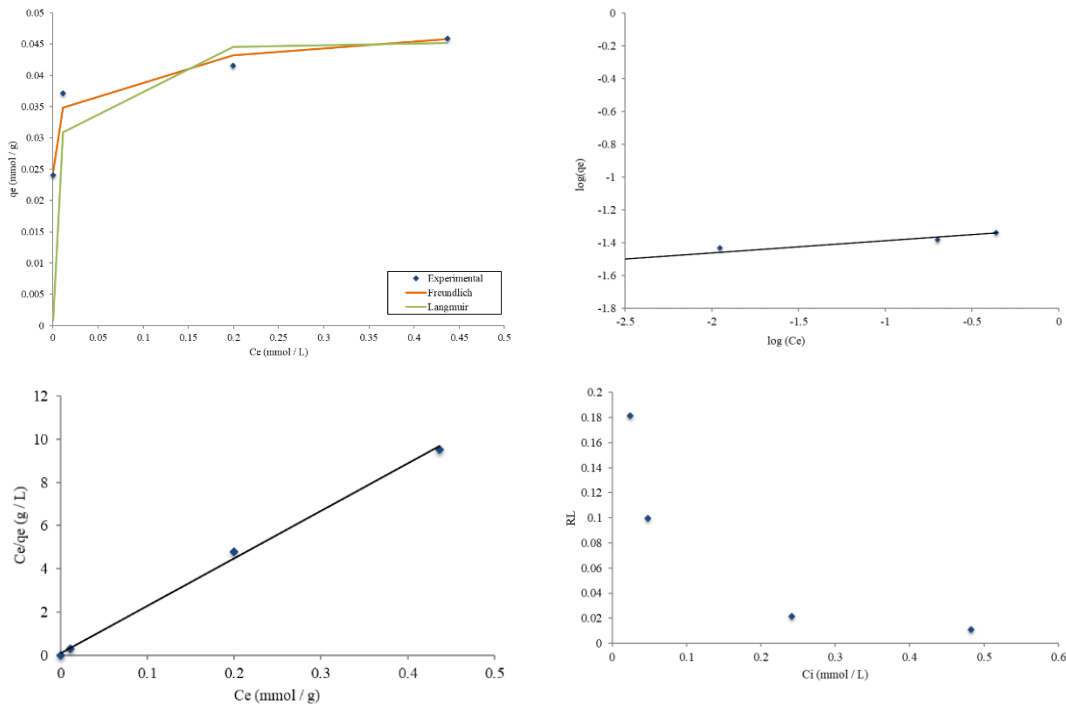 0.05
0.045
0.04
0.035
0.03
0.025
0.02
0.015
0.01
0.005
0
qe (mmol / g)
0 0.05 0.1 0.15 0.2 0.25 0.3 0.35 0.4 0.45 0.5
Ce (mmol / L)
Experimental
Freundlich
Langmuir
0
-0.2
-0.4
-0.6
-0.8
-1
-1.2
-1.4
-1.6
-1.8
log(qe)
-2.5 -2 -1.5 -1 -0.5 0
log (Ce)
12
10
8
6
4
2
0
Ce/qe (g / L)
0 0.1 0.2 0.3 0.4 0.5
Ce (mmol / g)
0.2
0.18
0.16
0.14
0.12
0.1
0.08
0.06
0.04
0.02
0
RL
0 0.1 0.2 0.3 0.4 0.5 0.6
Ci (mmol / L)